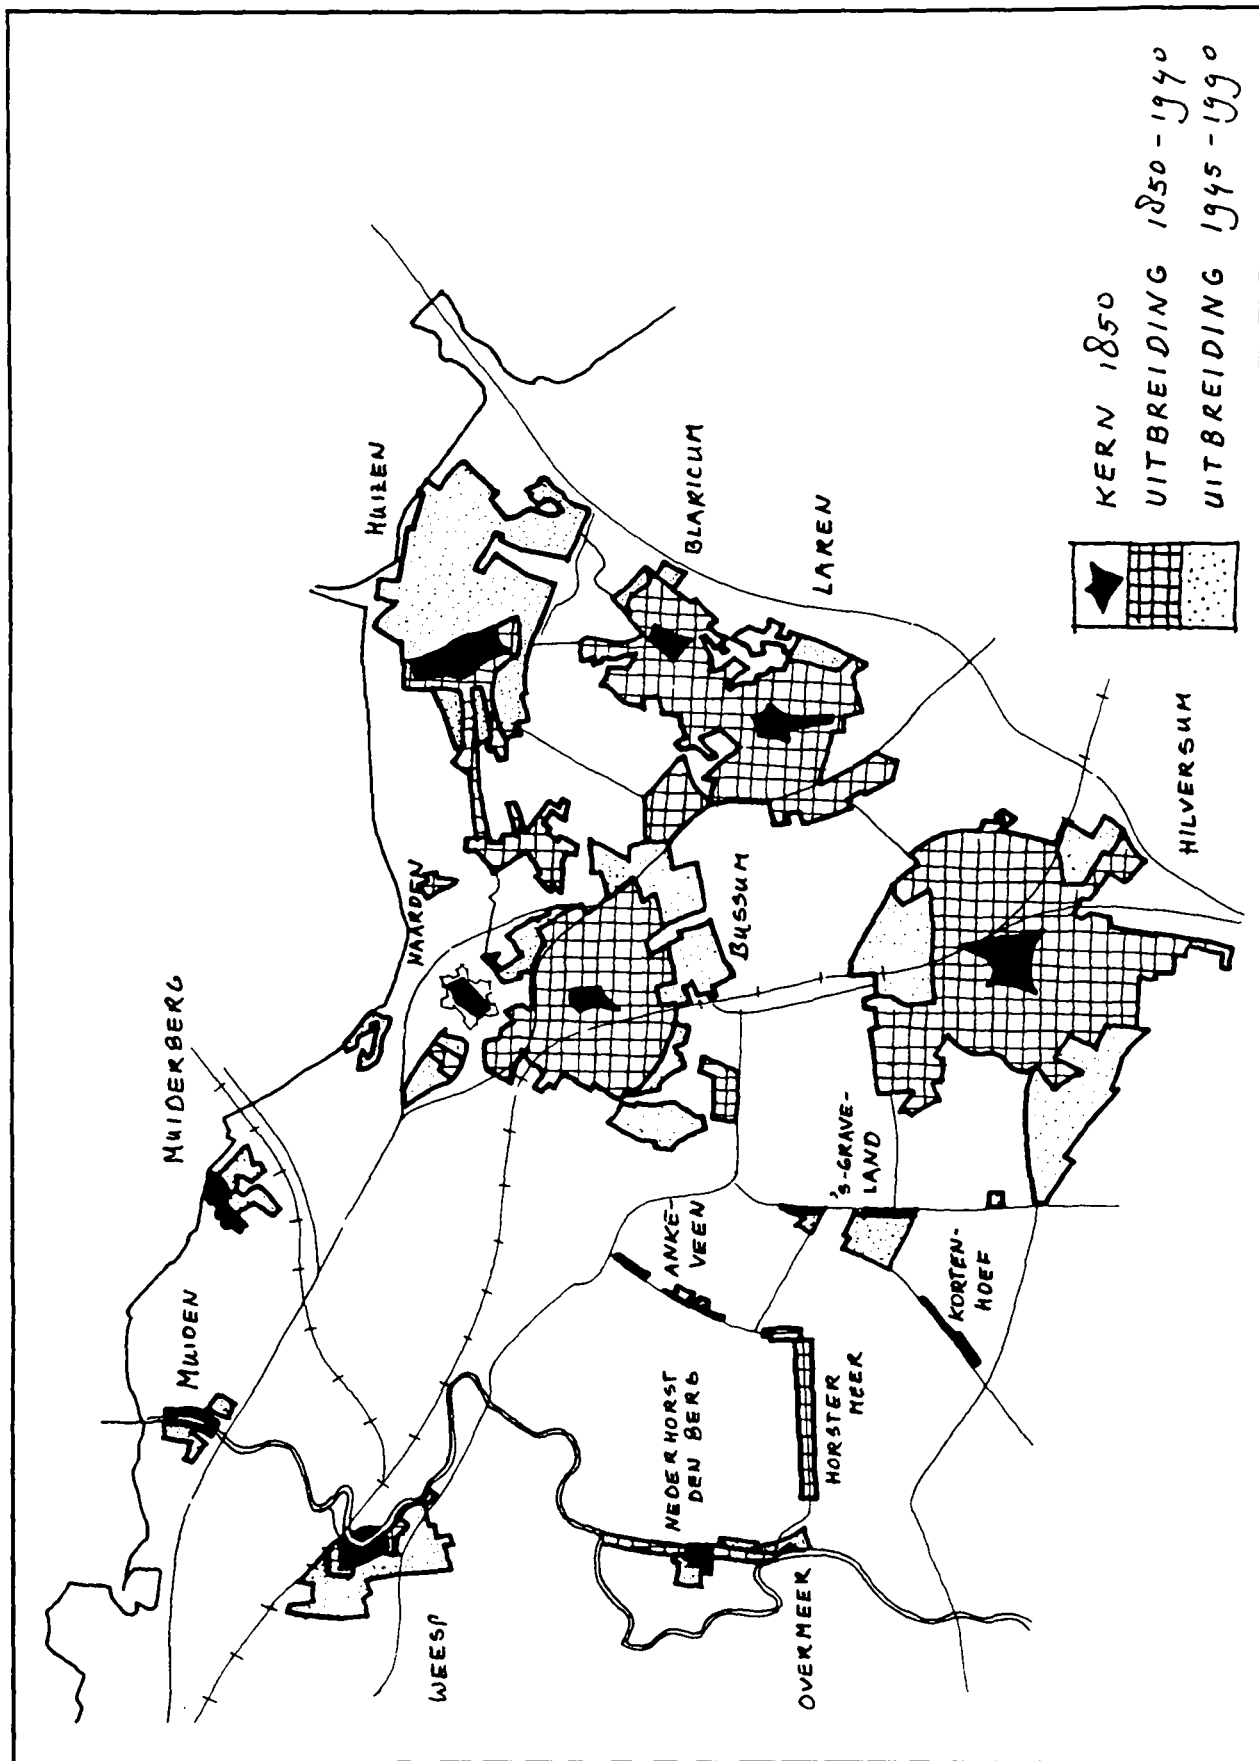 MUIDERBERG
MUIDEN
NAARDEN
HUIZEN
WEESP
BLARICUM
BUSSUM
LAREN
ANKE-
VEEN
NEDERHORST
DEN BERG
'S-GRAVE-
LAND
HORSTER
MEER
OVERMEER
KORTEN-
HOEF
HILVERSUM
KERN 1850
UITBREIDING 1850-1940
UITBREIDING 1945-1990